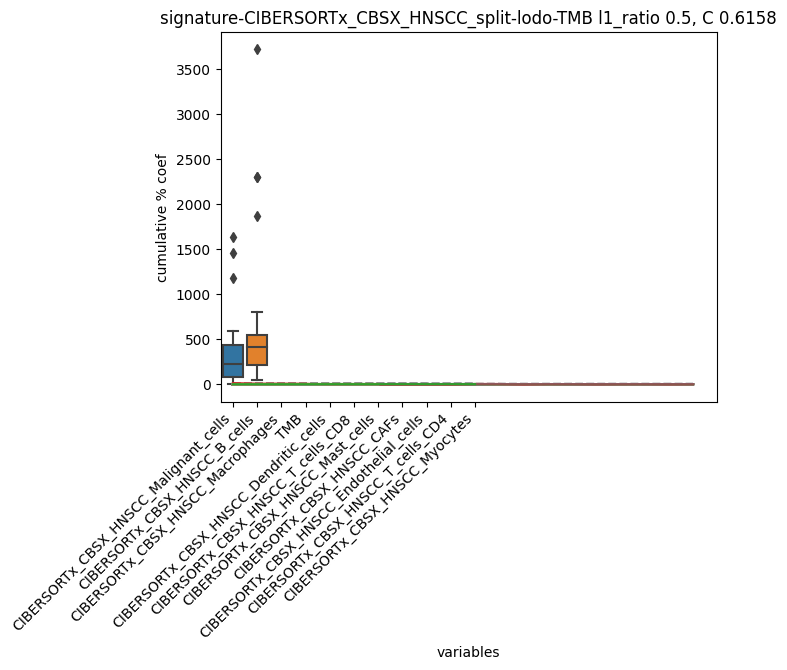 signature-CIBERSORTx_CBSX_HNSCC_split-lodo-TMB l1_ratio 0.5, C 0.6158
cumulative % coef
3500
3000
2500
2000
1500
1000
500
0
CIBERSORTx_CBSX_HNSCC_Malignant_cells
CIBERSORTx_CBSX_HNSCC_B_cells
CIBERSORTx_CBSX_HNSCC_Macrophages
TMB
CIBERSORTx_CBSX_HNSCC_Dendritic_cells
CIBERSORTx_CBSX_HNSCC_T_cells_CD8
CIBERSORTx_CBSX_HNSCC_Mast_cells
CIBERSORTx_CBSX_HNSCC_CAFs
CIBERSORTx_CBSX_HNSCC_Endothelial_cells
CIBERSORTx_CBSX_HNSCC_T_cells_CD4
CIBERSORTx_CBSX_HNSCC_Myocytes
variables